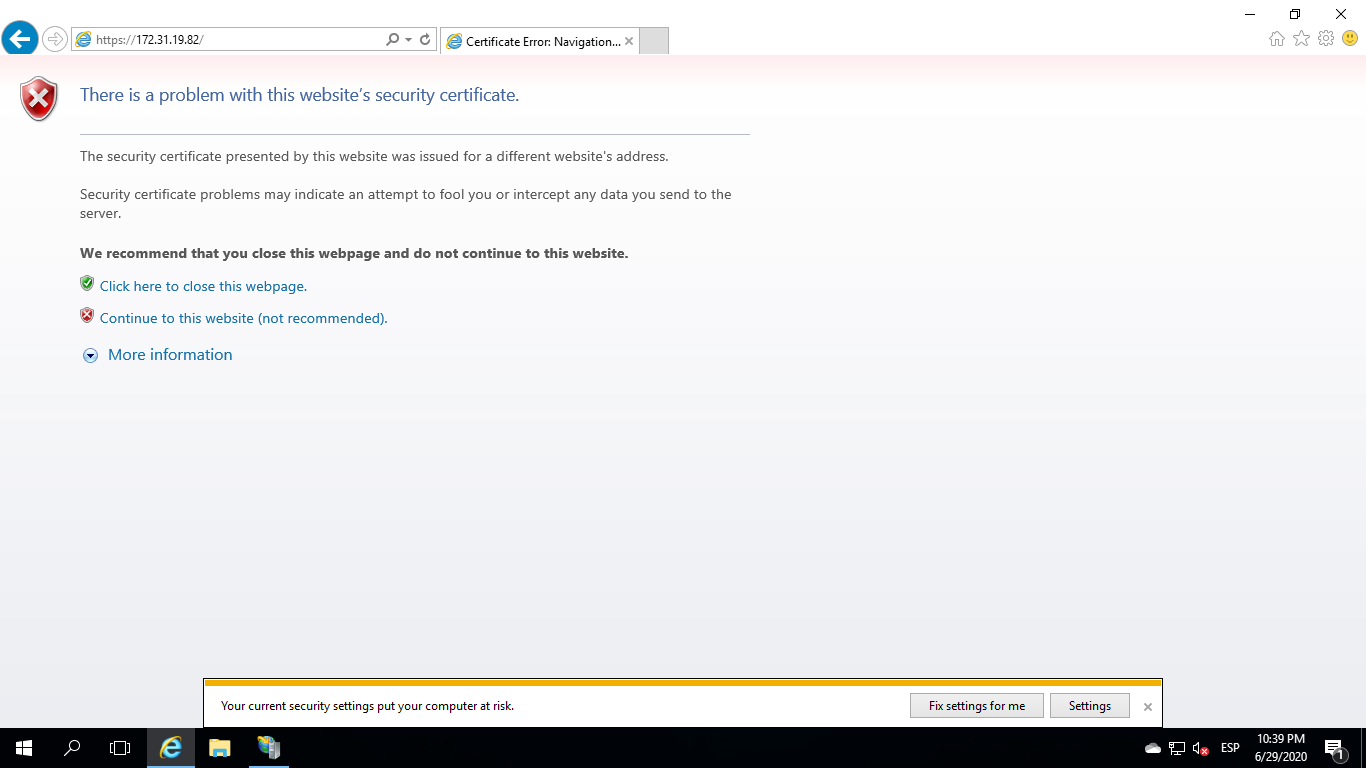 https://172.31.19.82/
Certificate Error: Navigation...
There is a problem with this website's security certificate.
The security certificate presented by this website was issued for a different website's address.
Security certificate problems may indicate an attempt to fool you or intercept any data you send to the
server.
We recommend that you close this webpage and do not continue to this website.
Click here to close this webpage.
Continue to this website (not recommended).
More information
Your current security settings put your computer at risk.
Fix settings for me
Settings
ESP
10:39 PM
6/29/2020
1